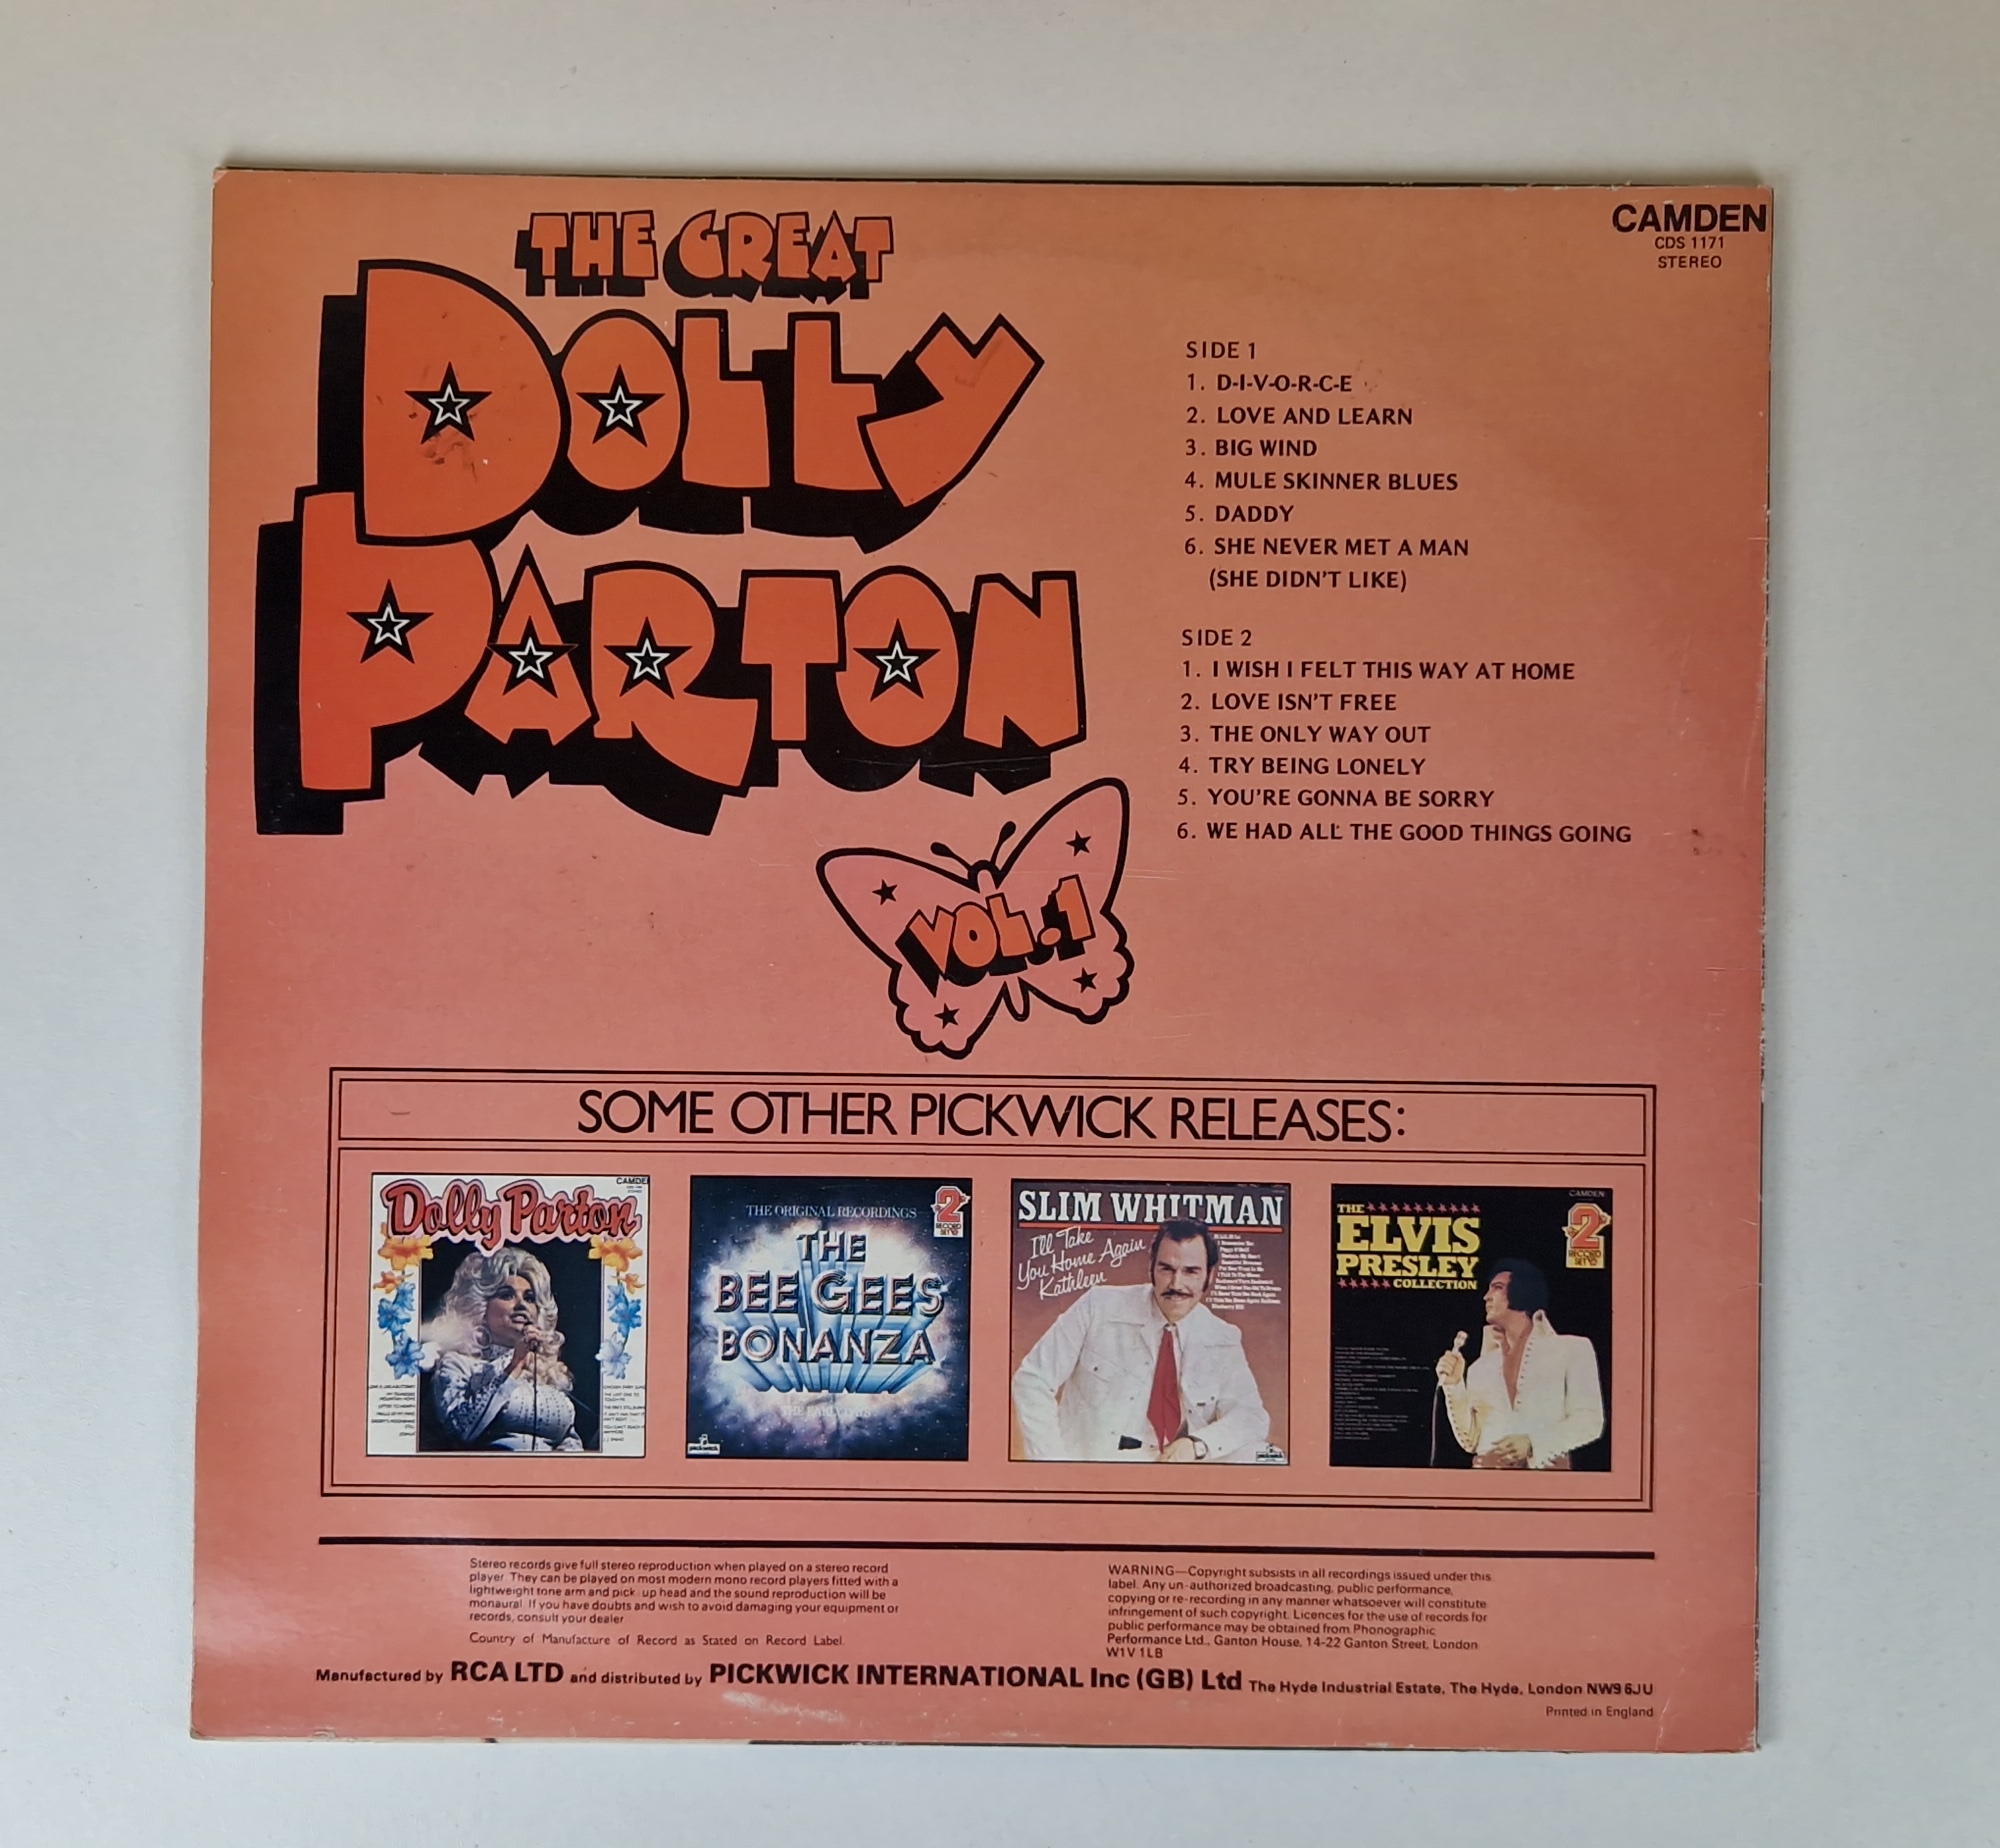 THE GREAT
DOLLY
PARTON
VOL.1
CAMDEN
CDS 1171
STEREO
SIDE 1
1. D-I-V-O-R-C-E
2. LOVE AND LEARN
3. BIG WIND
4. MULE SKINNER BLUES
5. DADDY
6. SHE NEVER MET A MAN
(SHE DIDN'T LIKE)
SIDE 2
1. I WISH I FELT THIS WAY AT HOME
2. LOVE ISN'T FREE
3. THE ONLY WAY OUT
4. TRY BEING LONELY
5. YOU'RE GONNA BE SORRY
6. WE HAD ALL THE GOOD THINGS GOING
SOME OTHER PICKWICK RELEASES:
CAMDEN
Dolly Parton
THE ORIGINAL RECORDINGS
2
RECORD
SET
THE
BEE GEES
BONANZA
THE EARLY DAYS
pickwick
SLIM WHITMAN
I'll Take
You Home Again
Kathleen
CAMDEN
THE
ELVIS
PRESLEY
COLLECTION
2
RECORD
SET
Stereo records give full stereo reproduction when played on a stereo record
player. They can be played on most modern mono record players fitted with a
lightweight tone arm and pick-up head and the sound reproduction will be
monaural. If you have doubts and wish to avoid damaging your equipment or
records, consult your dealer
Country of Manufacture of Record as Stated on Record Label.
WARNING—Copyright subsists in all recordings issued under this
label. Any un-authorized broadcasting, public performance,
copying or re-recording in any manner whatsoever will constitute
infringement of such copyright. Licences for the use of records for
public performance may be obtained from Phonographic
Performance Ltd., Ganton House, 14-22 Ganton Street, London
W1V 1LB
Manufactured by RCA LTD and distributed by PICKWICK INTERNATIONAL Inc (GB) Ltd The Hyde Industrial Estate, The Hyde, London NW9 6JU
Printed in England